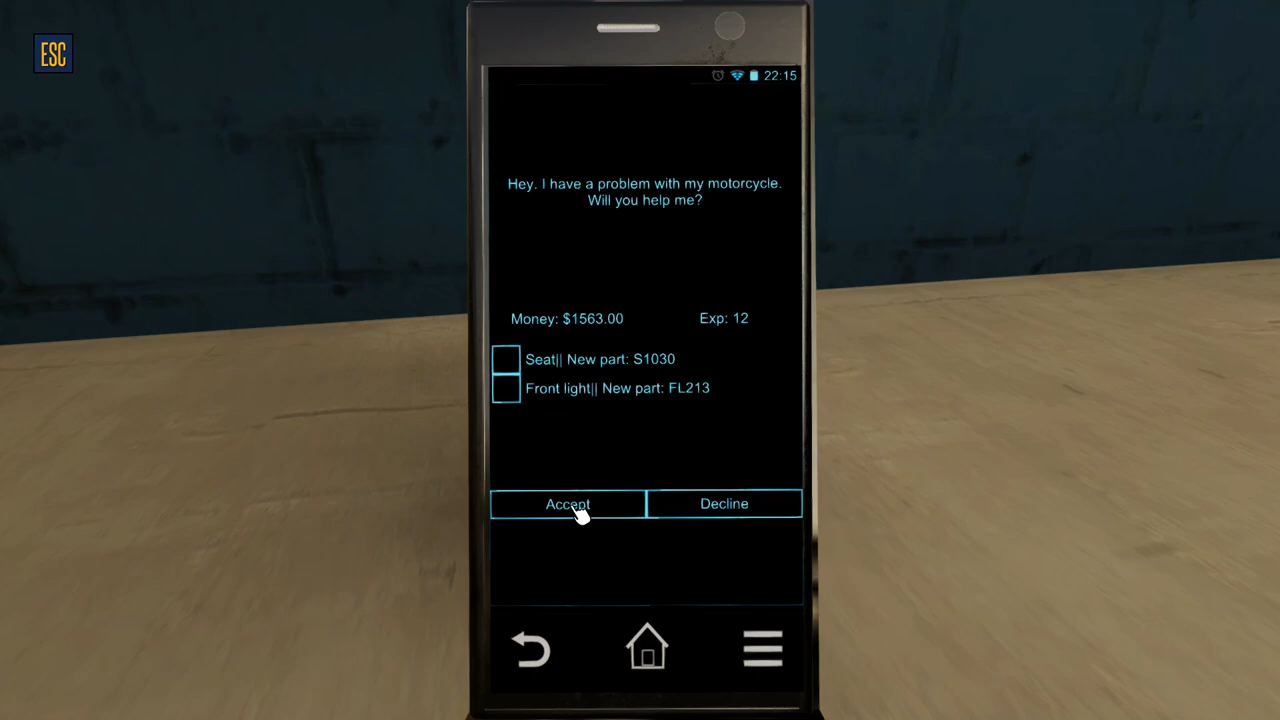 ESC
22:15
Hey. I have a problem with my motorcycle.
Will you help me?
Money: $1563.00 Exp: 12
Seat|| New part: S1030
Front light|| New part: FL213
Accept Decline